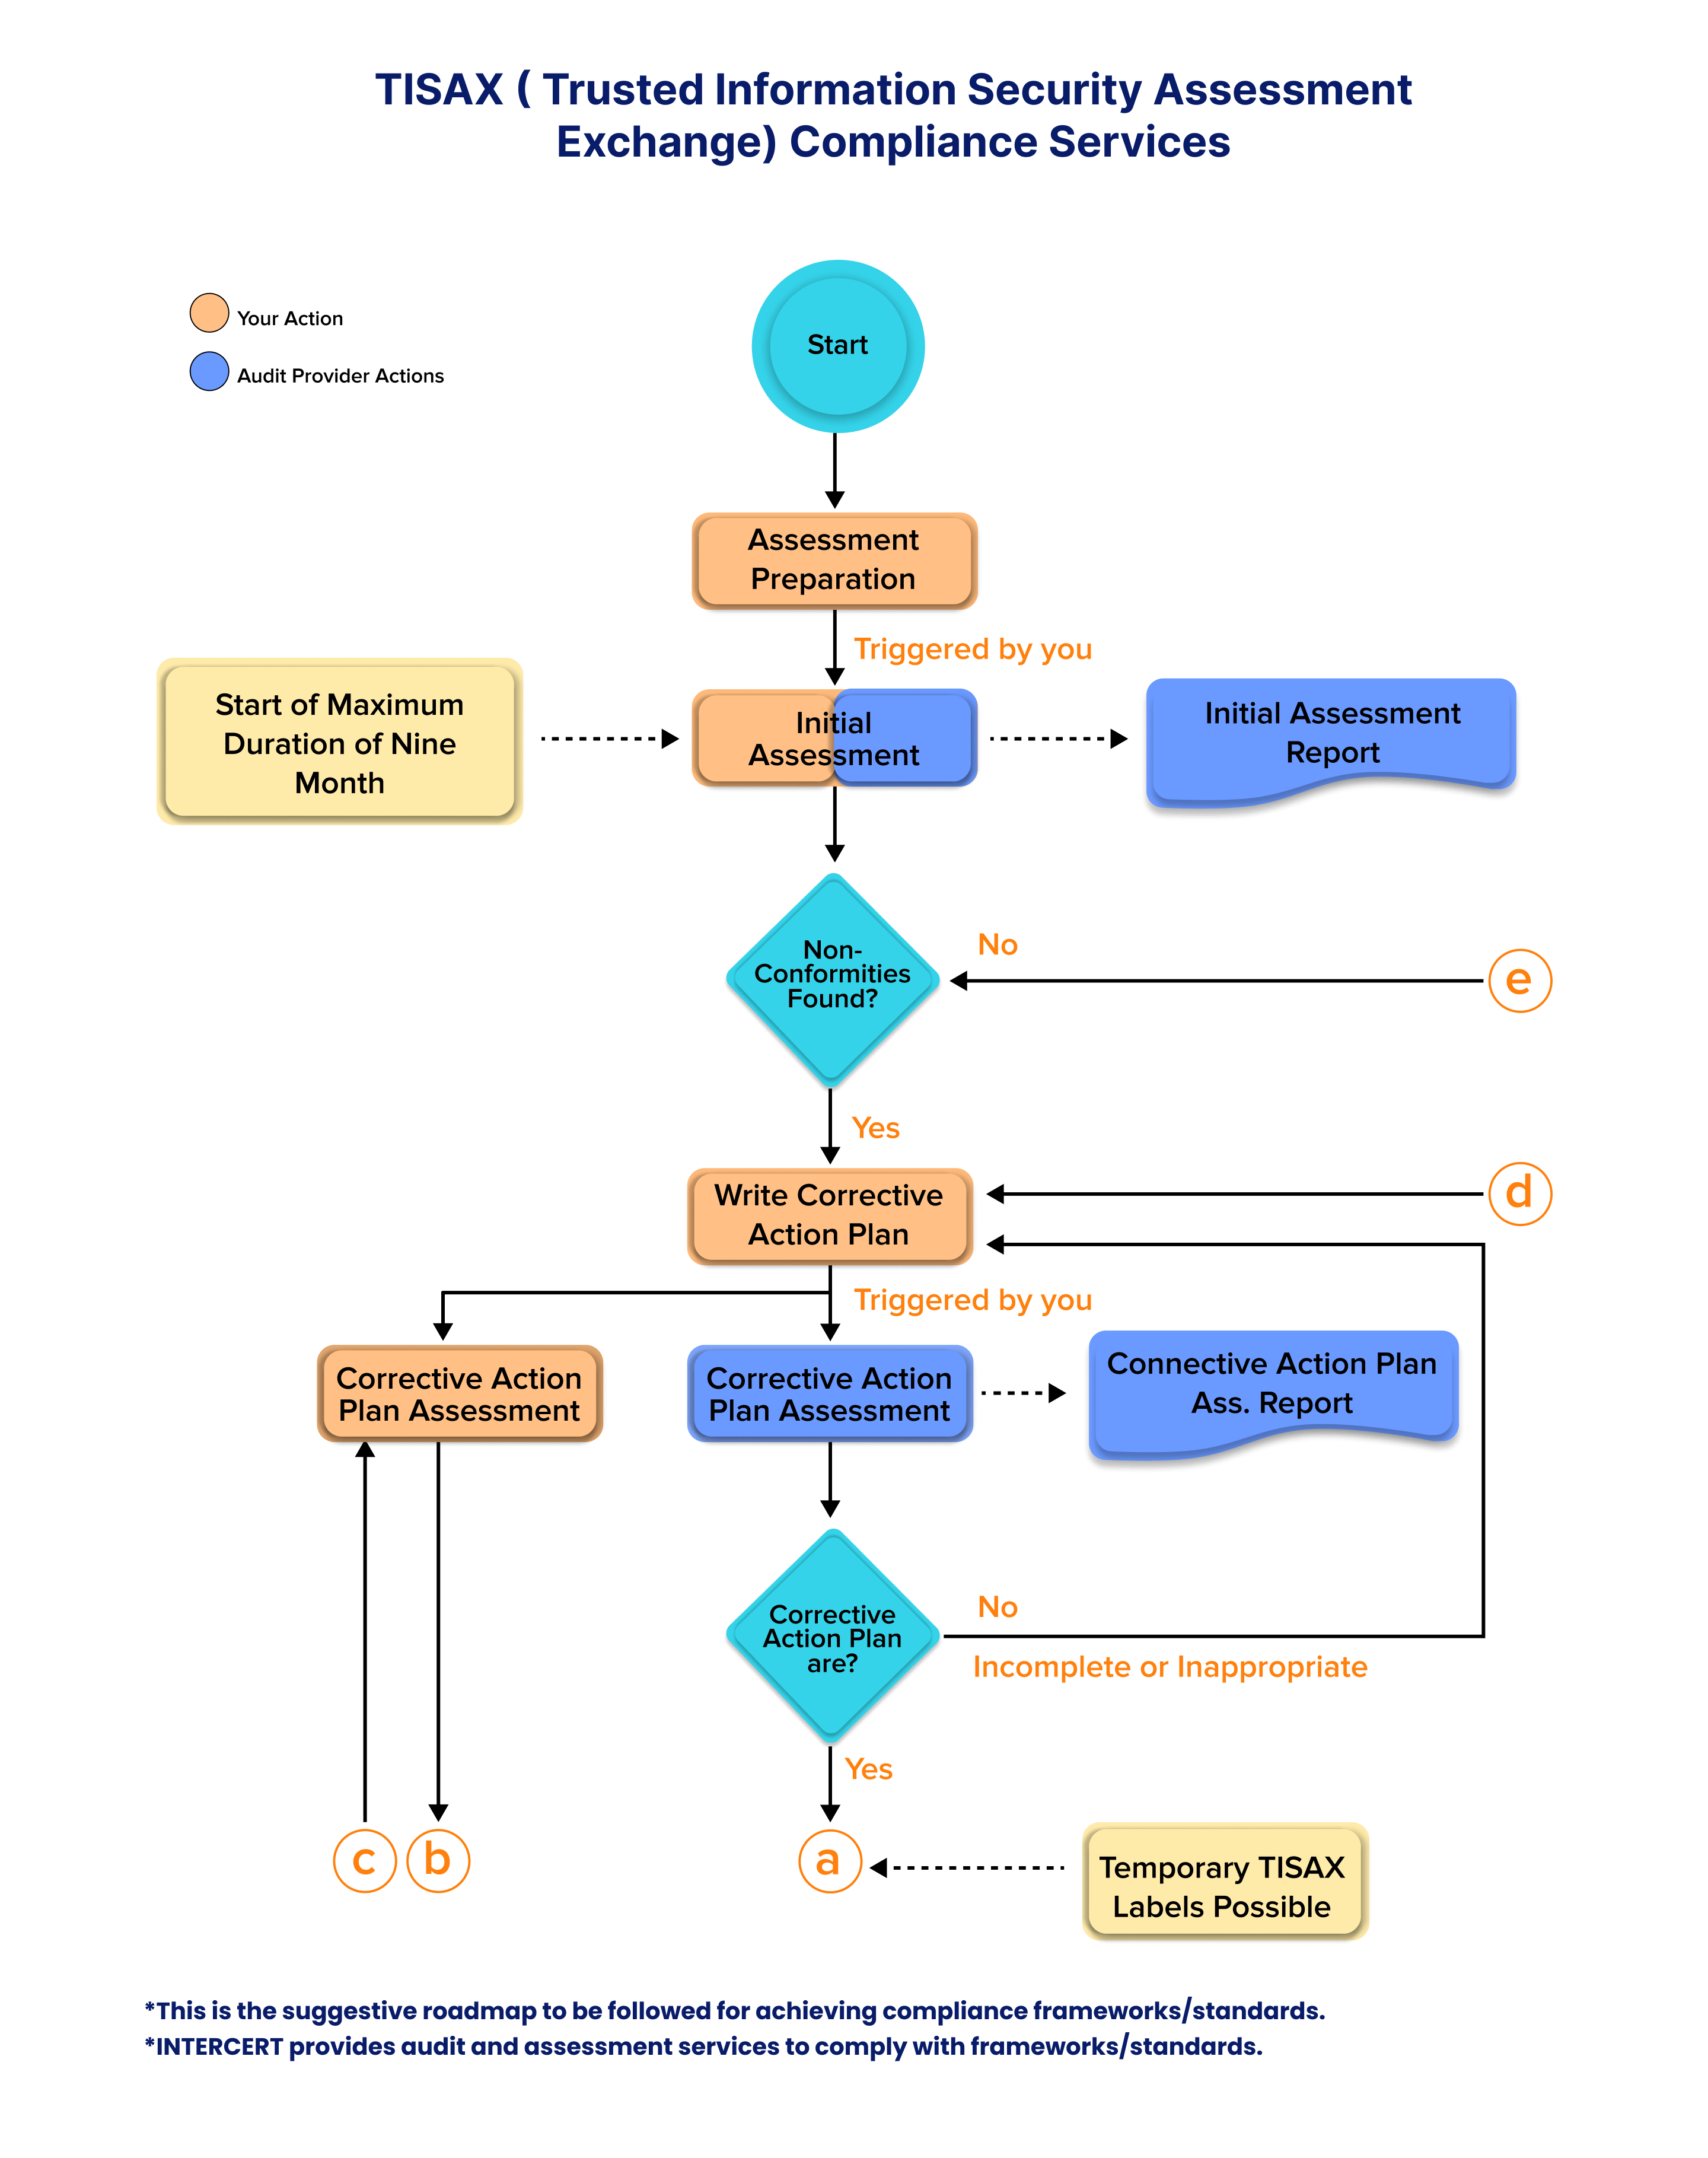 TISAX ( Trusted Information Security Assessment
Exchange) Compliance Services
Your Action
Audit Provider Actions
Start
Assessment
Preparation
Triggered by you
Start of Maximum
Duration of Nine
Month
Initial
Assessment
Initial Assessment
Report
Non-
Conformities
Found?
No
e
Yes
Write Corrective
Action Plan
d
Triggered by you
Corrective Action
Plan Assessment
Corrective Action
Plan Assessment
Connective Action Plan
Ass. Report
Corrective
Action Plan
are?
No
Incomplete or Inappropriate
Yes
c
b
a
Temporary TISAX
Labels Possible
*This is the suggestive roadmap to be followed for achieving compliance frameworks/standards.
*INTERCERT provides audit and assessment services to comply with frameworks/standards.